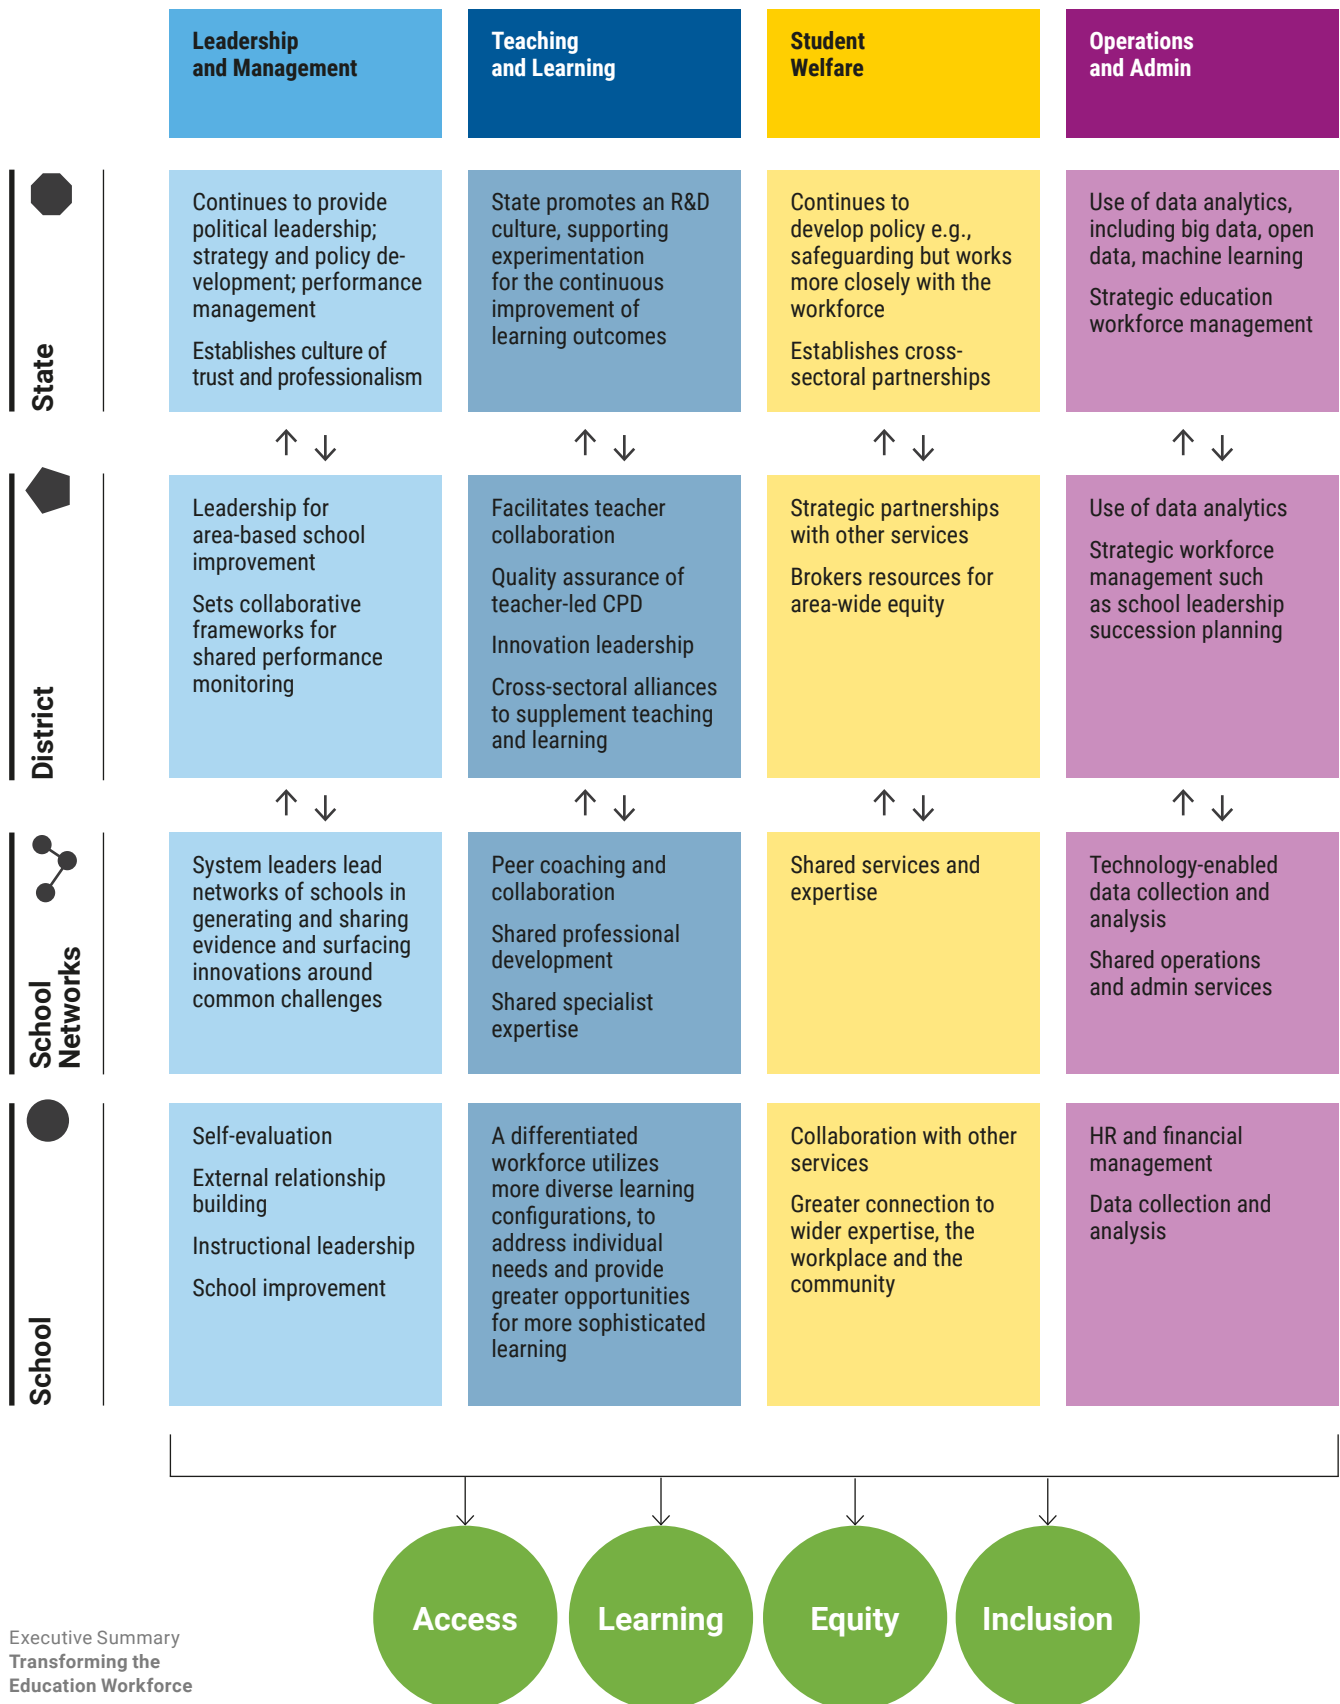 Leadership
and Management
Teaching
and Learning
Student
Welfare
Operations
and Admin
State
Continues to provide
political leadership;
strategy and policy de-
velopment; performance
management
Establishes culture of
trust and professionalism
State promotes an R&D
culture, supporting
experimentation
for the continuous
improvement of
learning outcomes
Continues to
develop policy e.g.,
safeguarding but works
more closely with the
workforce
Establishes cross-
sectoral partnerships
Use of data analytics,
including big data, open
data, machine learning
Strategic education
workforce management
District
Leadership for
area-based school
improvement
Sets collaborative
frameworks for
shared performance
monitoring
Facilitates teacher
collaboration
Quality assurance of
teacher-led CPD
Innovation leadership
Cross-sectoral alliances
to supplement teaching
and learning
Strategic partnerships
with other services
Brokers resources for
area-wide equity
Use of data analytics
Strategic workforce
management such
as school leadership
succession planning
School
Networks
System leaders lead
networks of schools in
generating and sharing
evidence and surfacing
innovations around
common challenges
Peer coaching and
collaboration
Shared professional
development
Shared specialist
expertise
Shared services and
expertise
Technology-enabled
data collection and
analysis
Shared operations
and admin services
School
Self-evaluation
External relationship
building
Instructional leadership
School improvement
A differentiated
workforce utilizes
more diverse learning
configurations, to
address individual
needs and provide
greater opportunities
for more sophisticated
learning
Collaboration with other
services
Greater connection to
wider expertise, the
workplace and the
community
HR and financial
management
Data collection and
analysis
Access
Learning
Equity
Inclusion
Executive Summary
Transforming the
Education Workforce